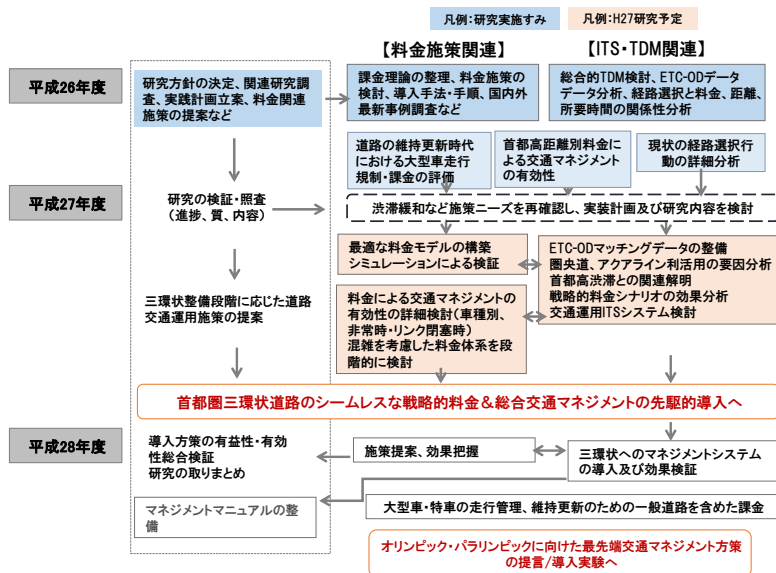 凡例:研究実施すみ
凡例:H27研究予定
【料金施策関連】
【ITS・TDM関連】
平成26年度
研究方針の決定、関連研究調
査、実践計画立案、料金関連
施策の提案など
課金理論の整理、料金施策の
検討、導入手法・手順、国内外
最新事例調査など
総合的TDM検討、ETC-ODデータ
データ分析、経路選択と料金、距離、
所要時間の関係性分析
道路の維持更新時代
における大型車走行
規制・課金の評価
首都高距離別料金に
よる交通マネジメント
の有効性
現状の経路選択行
動の詳細分析
平成27年度
研究の検証・照査
(進捗、質、内容)
渋滞緩和など施策ニーズを再確認し、実装計画及び研究内容を検討
最適な料金モデルの構築
シミュレーションによる検証
ETC-ODマッチングデータの整備
圏央道、アクアライン利活用の要因分析
首都高渋滞との関連解明
戦略的料金シナリオの効果分析
交通運用ITSシステム検討
三環状整備段階に応じた道路
交通運用施策の提案
料金による交通マネジメントの
有効性の詳細検討(車種別、
非常時・リンク閉塞時)
混雑を考慮した料金体系を段
階的に検討
首都圏三環状道路のシームレスな戦略的料金&総合交通マネジメントの先駆的導入へ
平成28年度
導入方策の有益性・有効
性総合検証
研究の取りまとめ
施策提案、効果把握
三環状へのマネジメントシステム
の導入及び効果検証
マネジメントマニュアルの整
備
大型車・特車の走行管理、維持更新のための一般道路を含めた課金
オリンピック・パラリンピックに向けた最先端交通マネジメント方策
の提言/導入実験へ